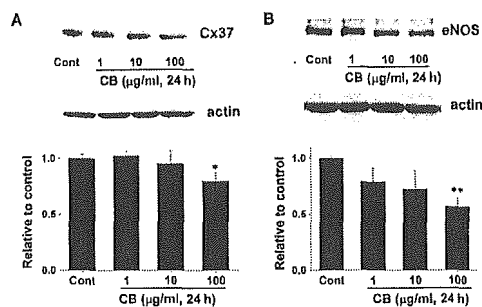 A
Cx37
Cont 1 10 100
CB (μg/ml, 24 h)
actin
Relative to control
1.0
0.5
0.0
*
Cont 1 10 100
CB (μg/ml, 24 h)
B
eNOS
Cont 1 10 100
CB (μg/ml, 24 h)
actin
Relative to control
1.0
0.5
0.0
**
Cont 1 10 100
CB (μg/ml, 24 h)